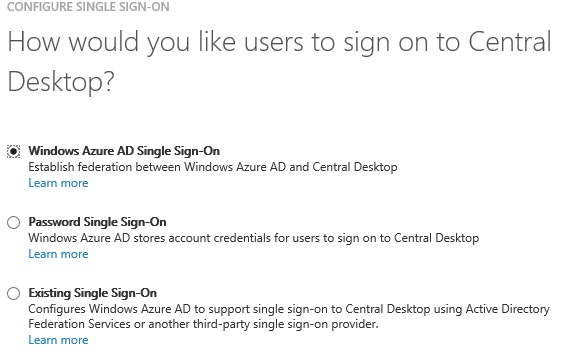 CONFIGURE SINGLE SIGN-ON
How would you like users to sign on to Central
Desktop?
Windows Azure AD Single Sign-On
Establish federation between Windows Azure AD and Central Desktop
Learn more
Password Single Sign-On
Windows Azure AD stores account credentials for users to sign on to Central Desktop
Learn more
Existing Single Sign-On
Configures Windows Azure AD to support single sign-on to Central Desktop using Active Directory
Federation Services or another third-party single sign-on provider.
Learn more